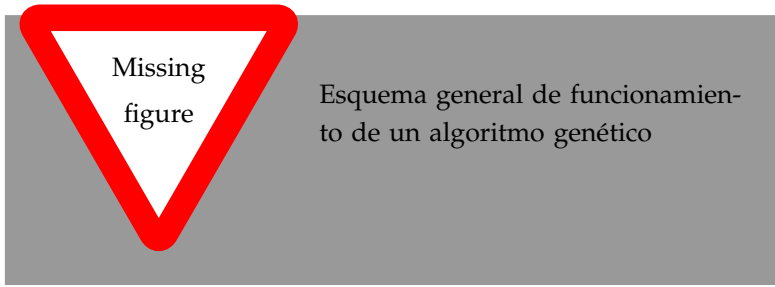 Missing
figure
Esquema general de funcionamien-
to de un algoritmo genético